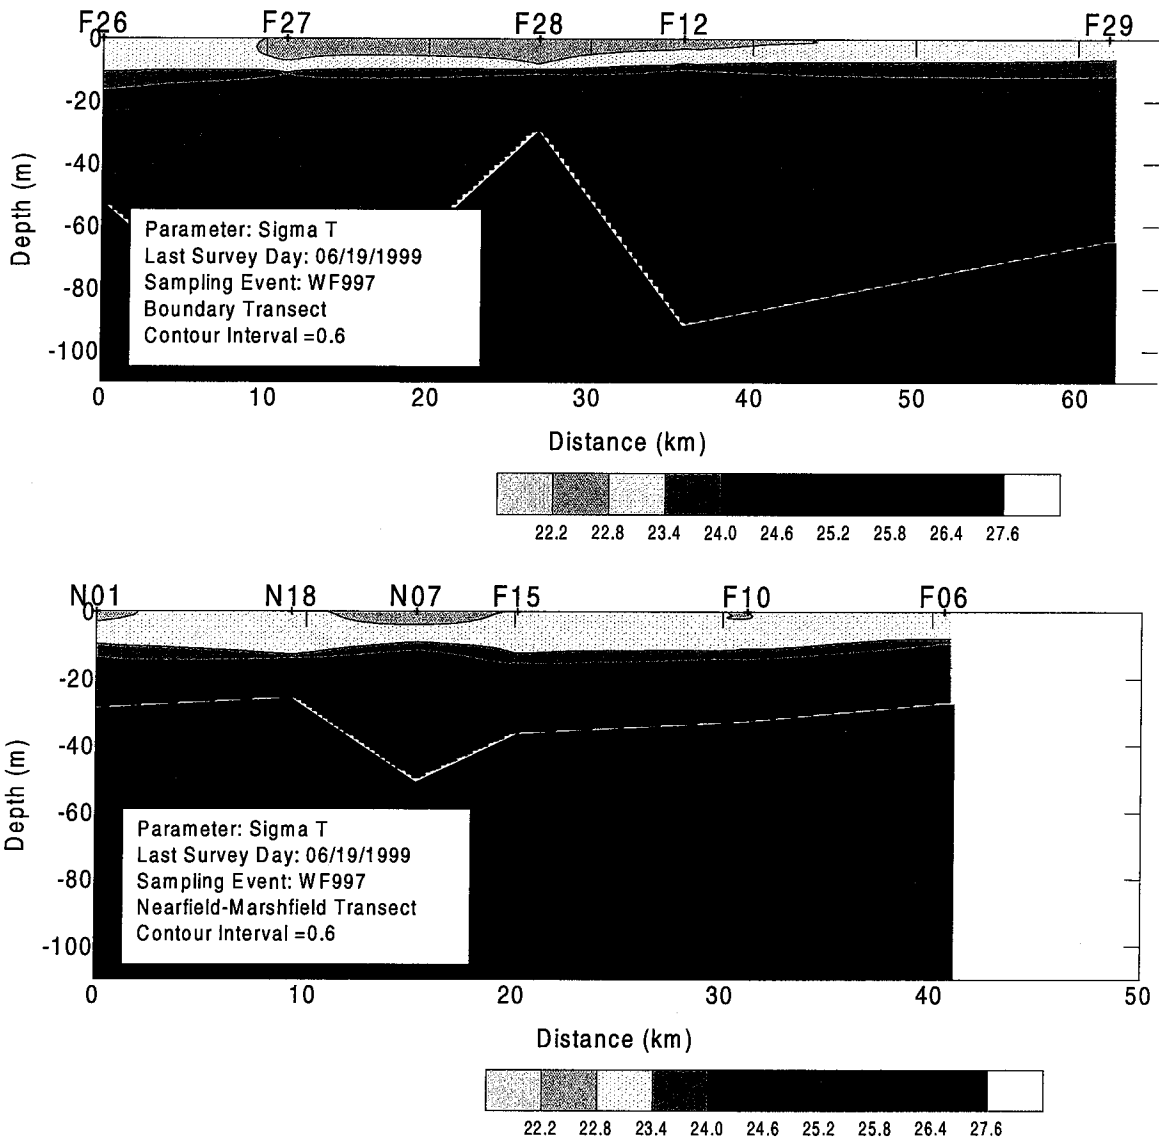 F26 F27 F28 F12 F29
0
-20
-40
-60
-80
-100
Depth (m)
Parameter: Sigma T
Last Survey Day: 06/19/1999
Sampling Event: WF997
Boundary Transect
Contour Interval =0.6
0 10 20 30 40 50 60
Distance (km)
22.2 22.8 23.4 24.0 24.6 25.2 25.8 26.4 27.6
N01 N18 N07 F15 F10 F06
0
-20
-40
-60
-80
-100
Depth (m)
Parameter: Sigma T
Last Survey Day: 06/19/1999
Sampling Event: WF997
Nearfield-Marshfield Transect
Contour Interval =0.6
0 10 20 30 40 50
Distance (km)
22.2 22.8 23.4 24.0 24.6 25.2 25.8 26.4 27.6